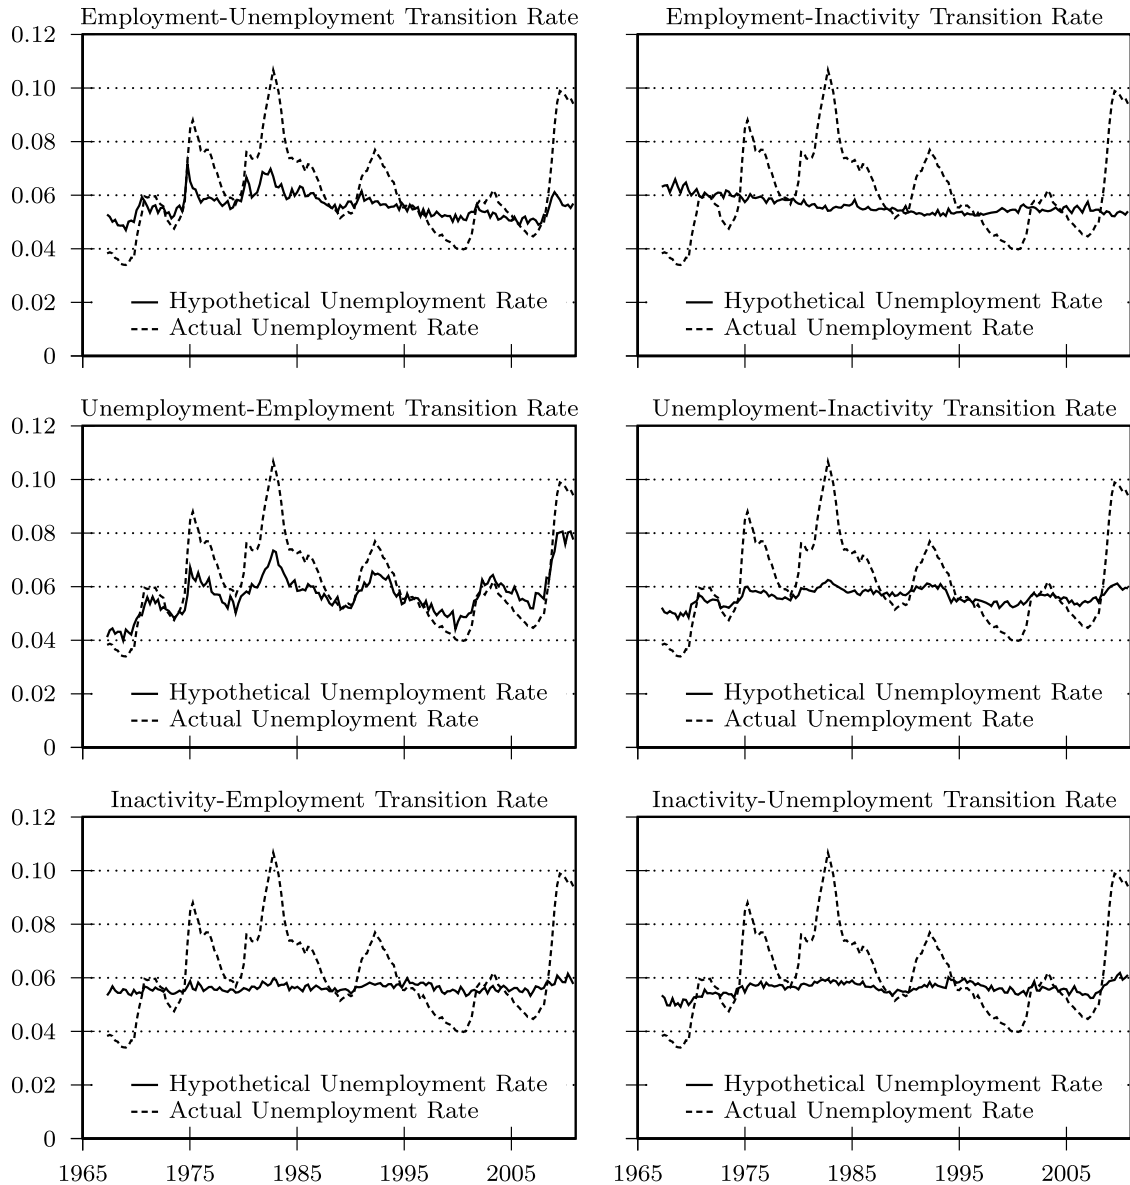 Employment-Unemployment Transition Rate
Employment-Inactivity Transition Rate
0.12
0.10
0.08
0.06
0.04
0.02
0
Hypothetical Unemployment Rate
Actual Unemployment Rate
Hypothetical Unemployment Rate
Actual Unemployment Rate
Unemployment-Employment Transition Rate
Unemployment-Inactivity Transition Rate
0.12
0.10
0.08
0.06
0.04
0.02
0
Hypothetical Unemployment Rate
Actual Unemployment Rate
Hypothetical Unemployment Rate
Actual Unemployment Rate
Inactivity-Employment Transition Rate
Inactivity-Unemployment Transition Rate
0.12
0.10
0.08
0.06
0.04
0.02
0
Hypothetical Unemployment Rate
Actual Unemployment Rate
Hypothetical Unemployment Rate
Actual Unemployment Rate
1965 1975 1985 1995 2005
1965 1975 1985 1995 2005